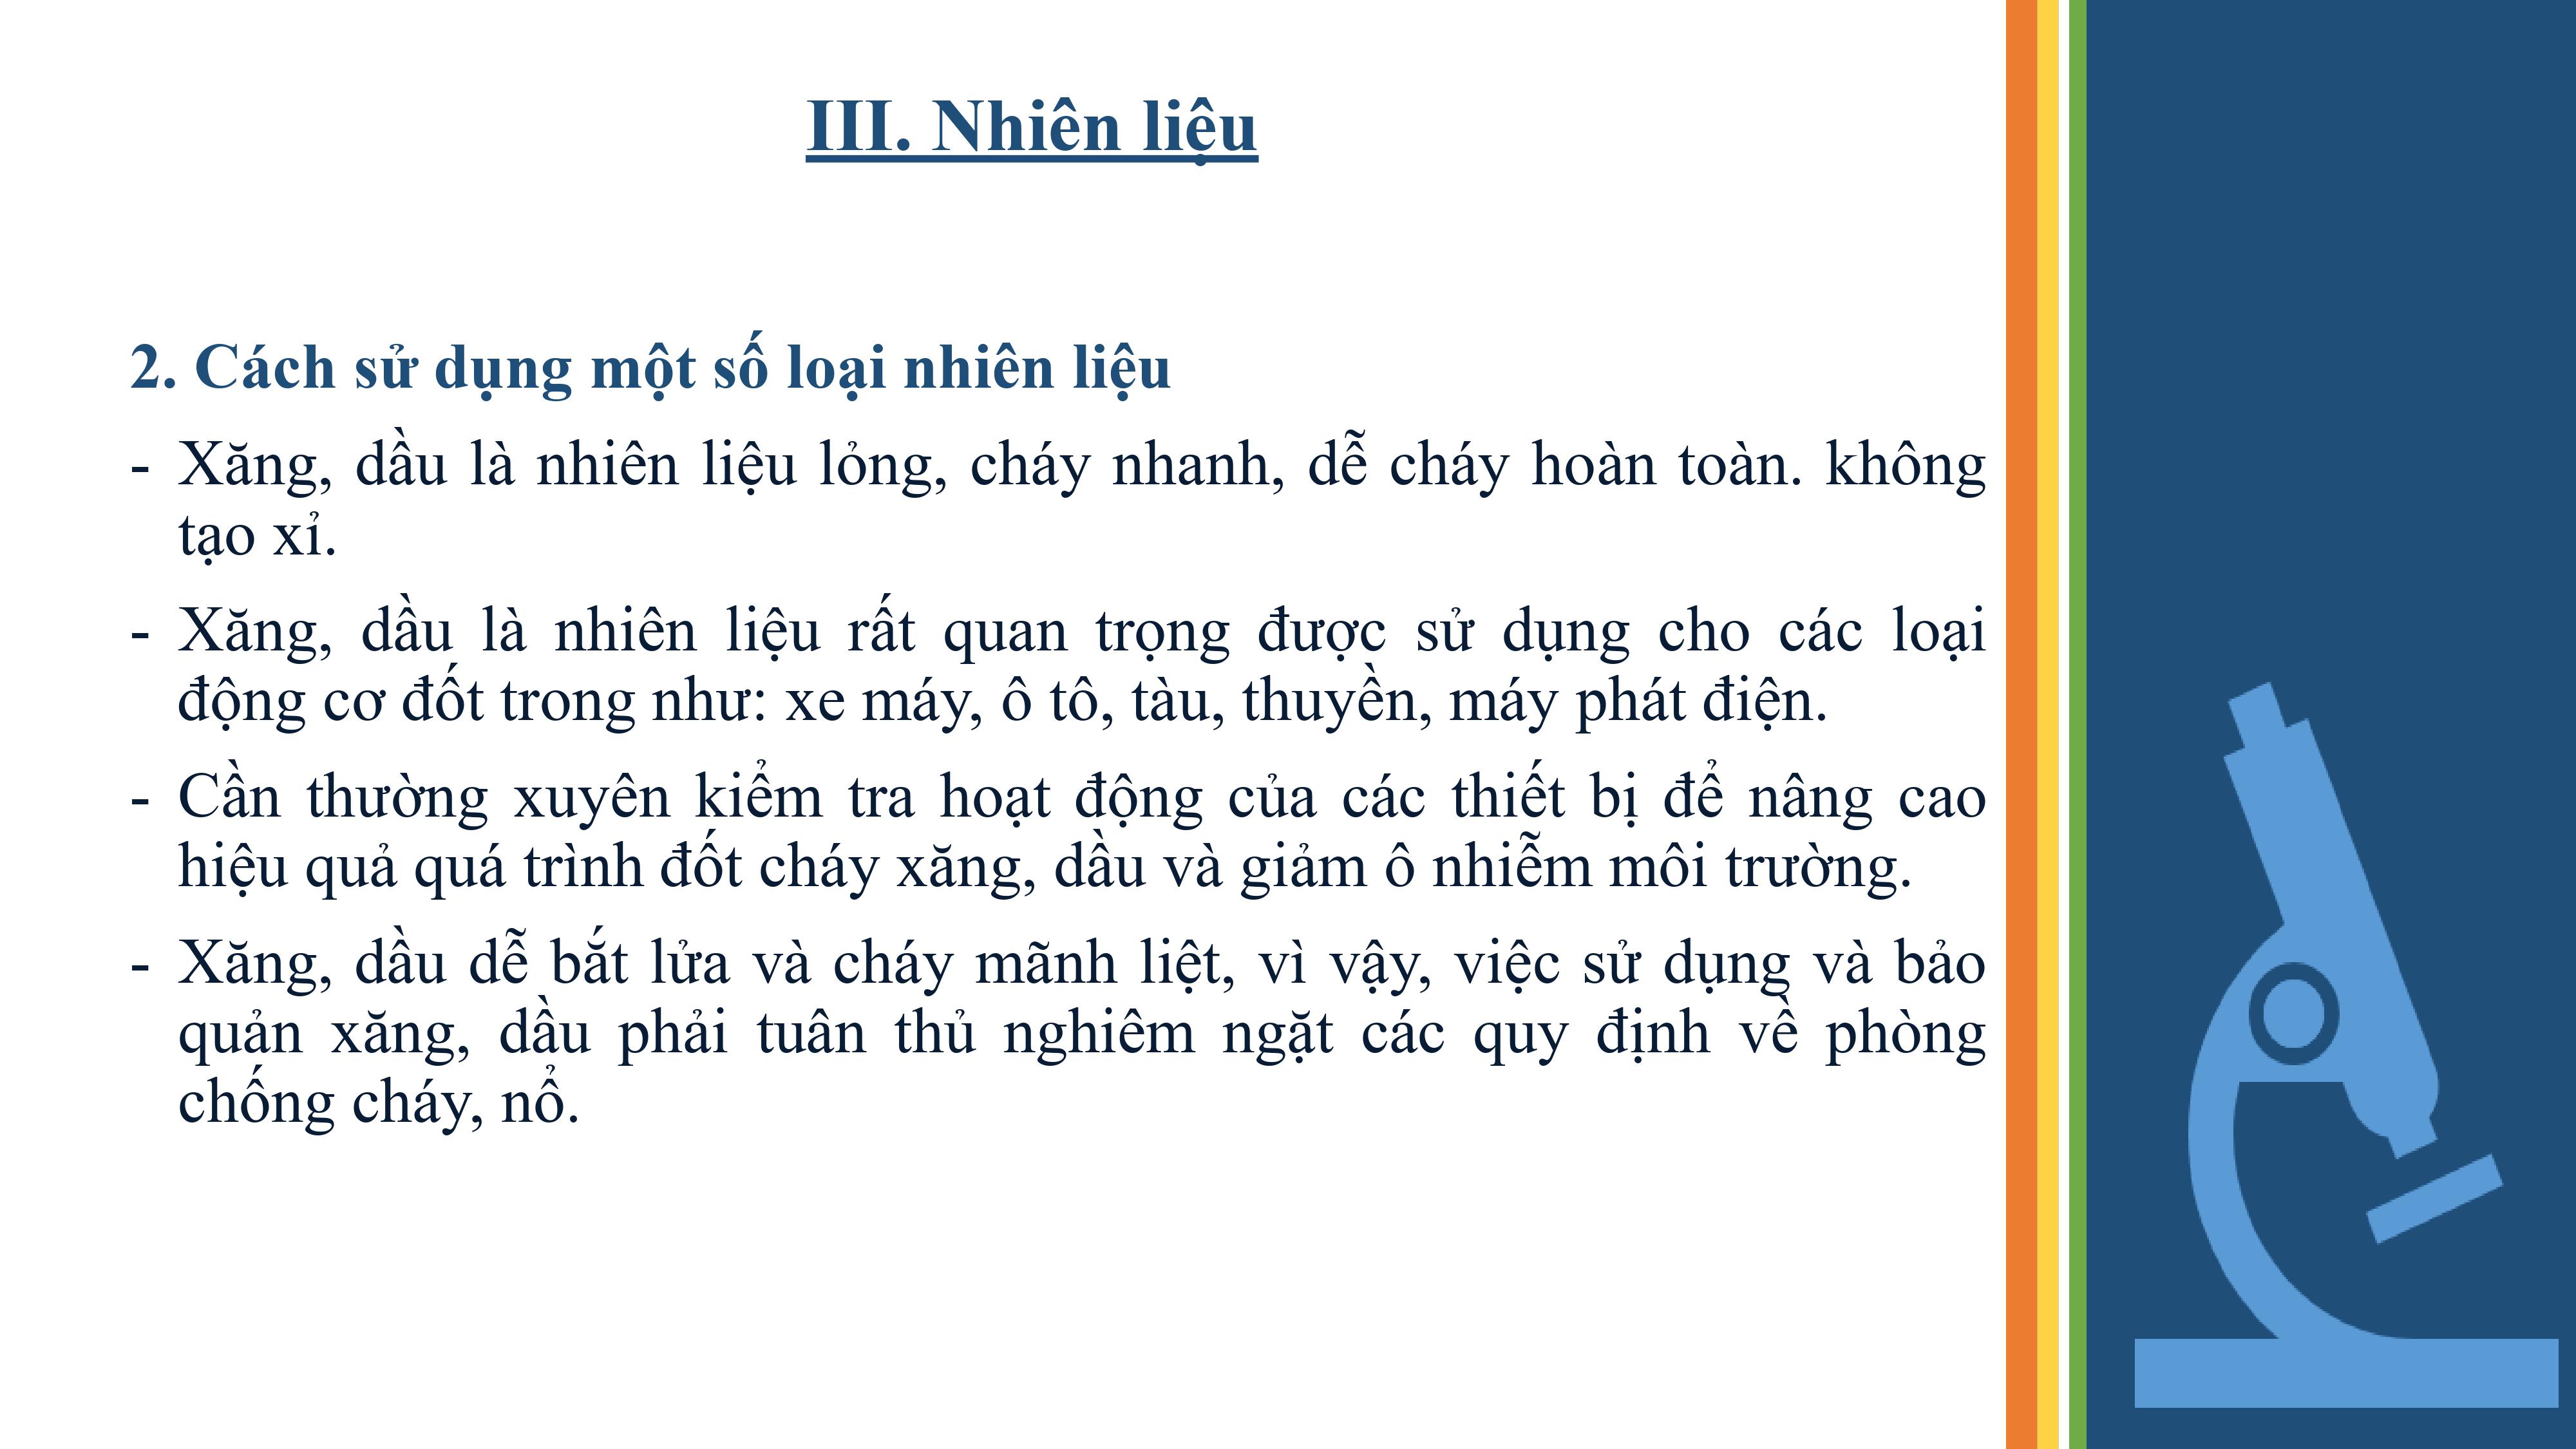 III. Nhiên liệu
2. Cách sử dụng một số loại nhiên liệu
- Xăng, dầu là nhiên liệu lỏng, cháy nhanh, dễ cháy hoàn toàn. không
tạo xỉ.
- Xăng, dầu là nhiên liệu rất quan trọng được sử dụng cho các loại
động cơ đốt trong như: xe máy, ô tô, tàu, thuyền, máy phát điện.
- Cần thường xuyên kiểm tra hoạt động của các thiết bị để nâng cao
hiệu quả quá trình đốt cháy xăng, dầu và giảm ô nhiễm môi trường.
- Xăng, dầu dễ bắt lửa và cháy mãnh liệt, vì vậy, việc sử dụng và bảo
quản xăng, dầu phải tuân thủ nghiêm ngặt các quy định về phòng
chống cháy, nổ.